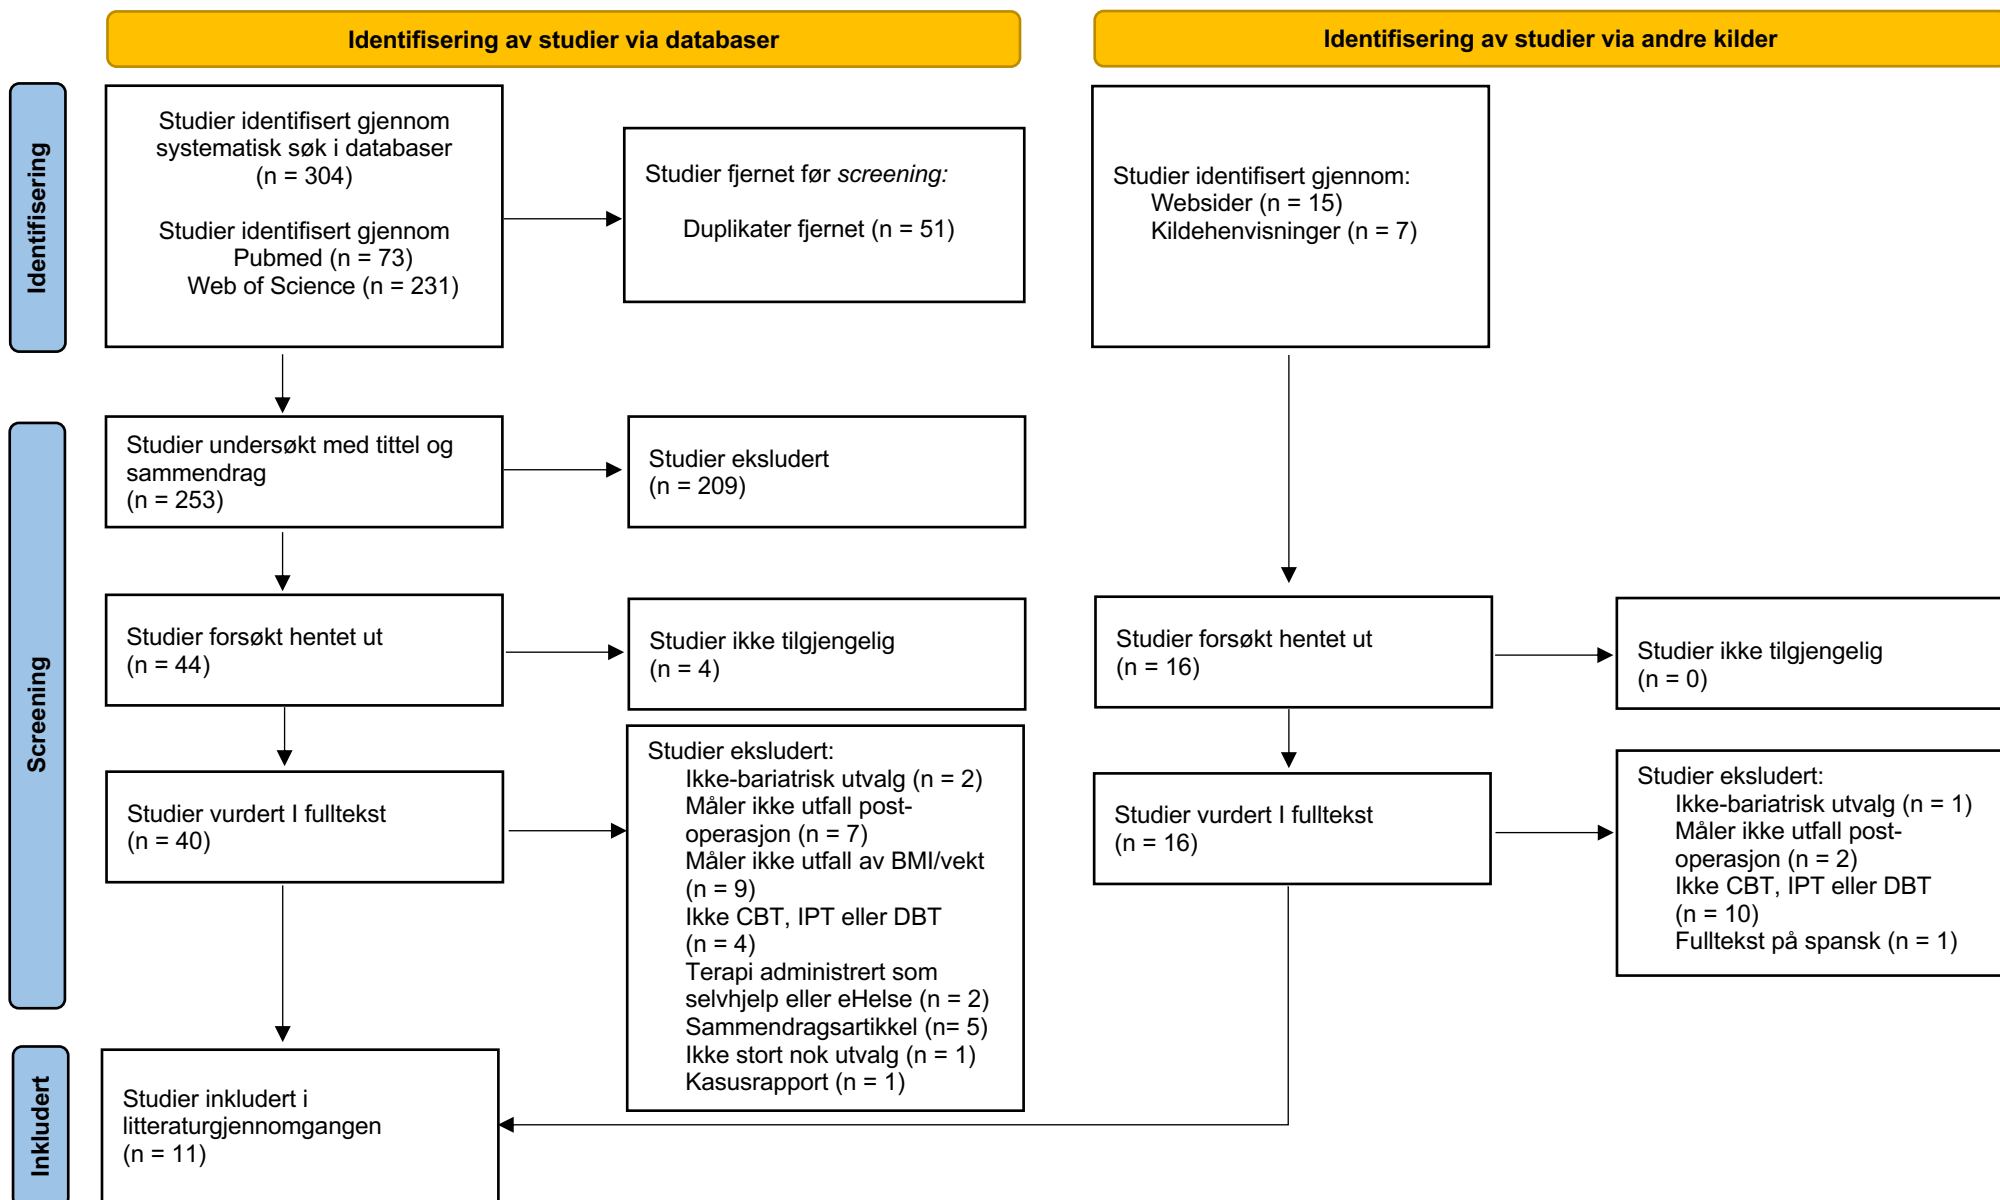 Identifisering av studier via databaser
Identifisering av studier via andre kilder
Identifisering
Studier identifisert gjennom
systematisk søk i databaser
(n = 304)
Studier identifisert gjennom
Pubmed (n = 73)
Web of Science (n = 231)
Studier fjernet før screening:
Duplikater fjernet (n = 51)
Studier identifisert gjennom:
Websider (n = 15)
Kildehenvisninger (n = 7)
Screening
Studier undersøkt med tittel og
sammendrag
(n = 253)
Studier eksludert
(n = 209)
Studier forsøkt hentet ut
(n = 44)
Studier ikke tilgjengelig
(n = 4)
Studier forsøkt hentet ut
(n = 16)
Studier ikke tilgjengelig
(n = 0)
Studier vurdert I fulltekst
(n = 40)
Studier eksludert:
Ikke-bariatrisk utvalg (n = 2)
Måler ikke utfall post-
operasjon (n = 7)
Måler ikke utfall av BMI/vekt
(n = 9)
Ikke CBT, IPT eller DBT
(n = 4)
Terapi administrert som
selvhjelp eller eHelse (n = 2)
Sammendragsartikkel (n= 5)
Ikke stort nok utvalg (n = 1)
Kasusrapport (n = 1)
Studier vurdert I fulltekst
(n = 16)
Studier eksludert:
Ikke-bariatrisk utvalg (n = 1)
Måler ikke utfall post-
operasjon (n = 2)
Ikke CBT, IPT eller DBT
(n = 10)
Fulltekst på spansk (n = 1)
Inkludert
Studier inkludert i
litteraturgjennomgangen
(n = 11)